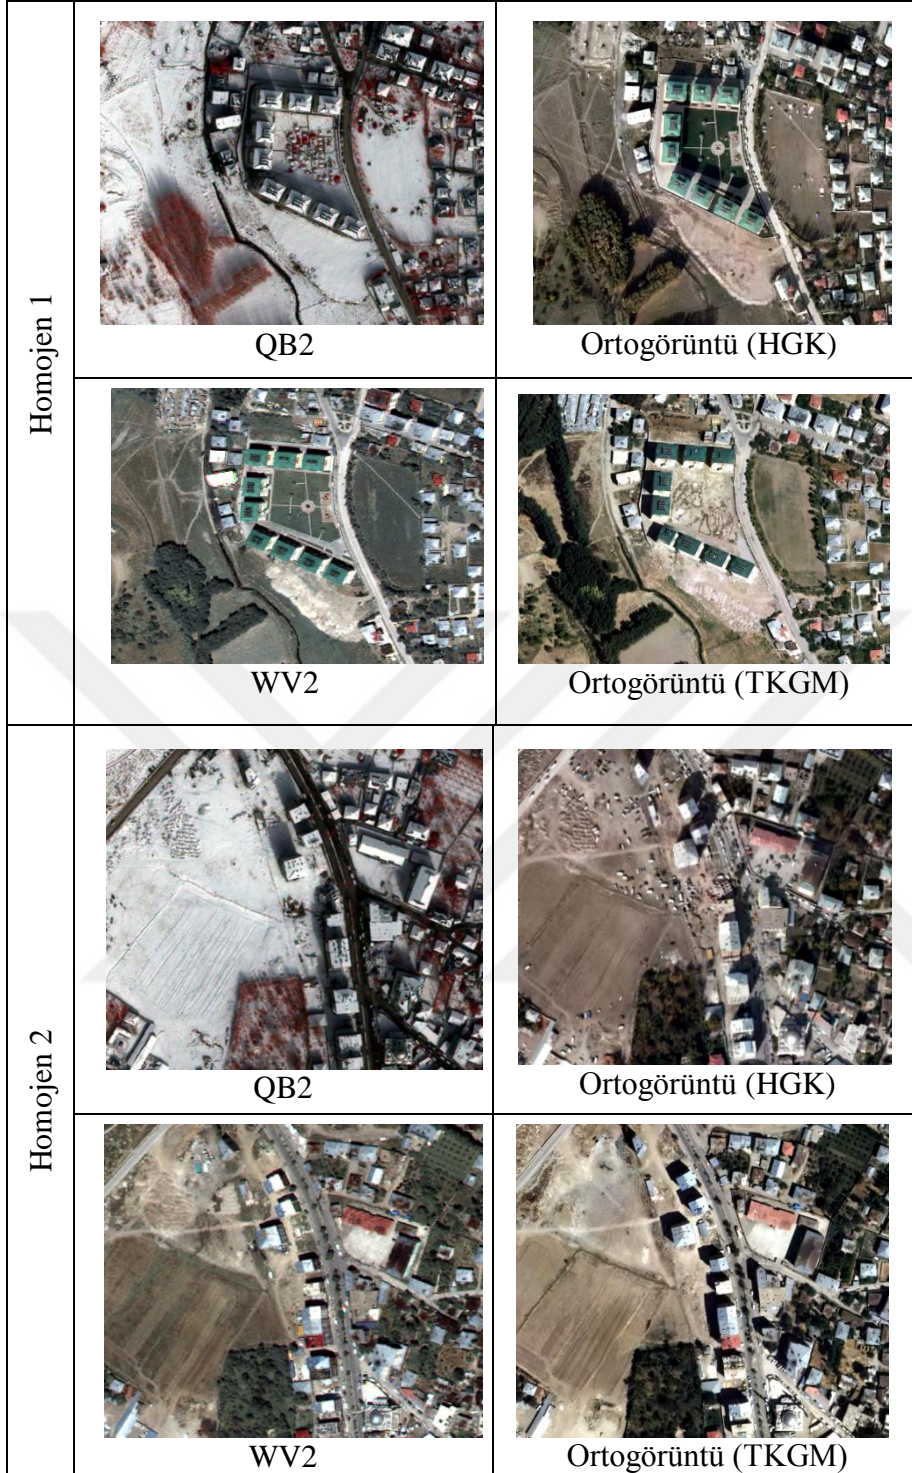 Homojen 1
QB2
Ortogörüntü (HGK)
WV2
Ortogörüntü (TKGM)
Homojen 2
QB2
Ortogörüntü (HGK)
WV2
Ortogörüntü (TKGM)